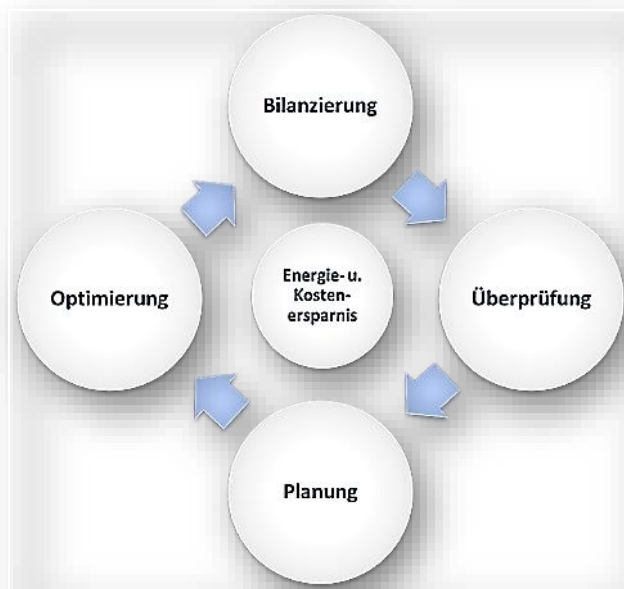 Bilanzierung
Optimierung
Energie- u.
Kosten-
ersparnis
Überprüfung
Planung